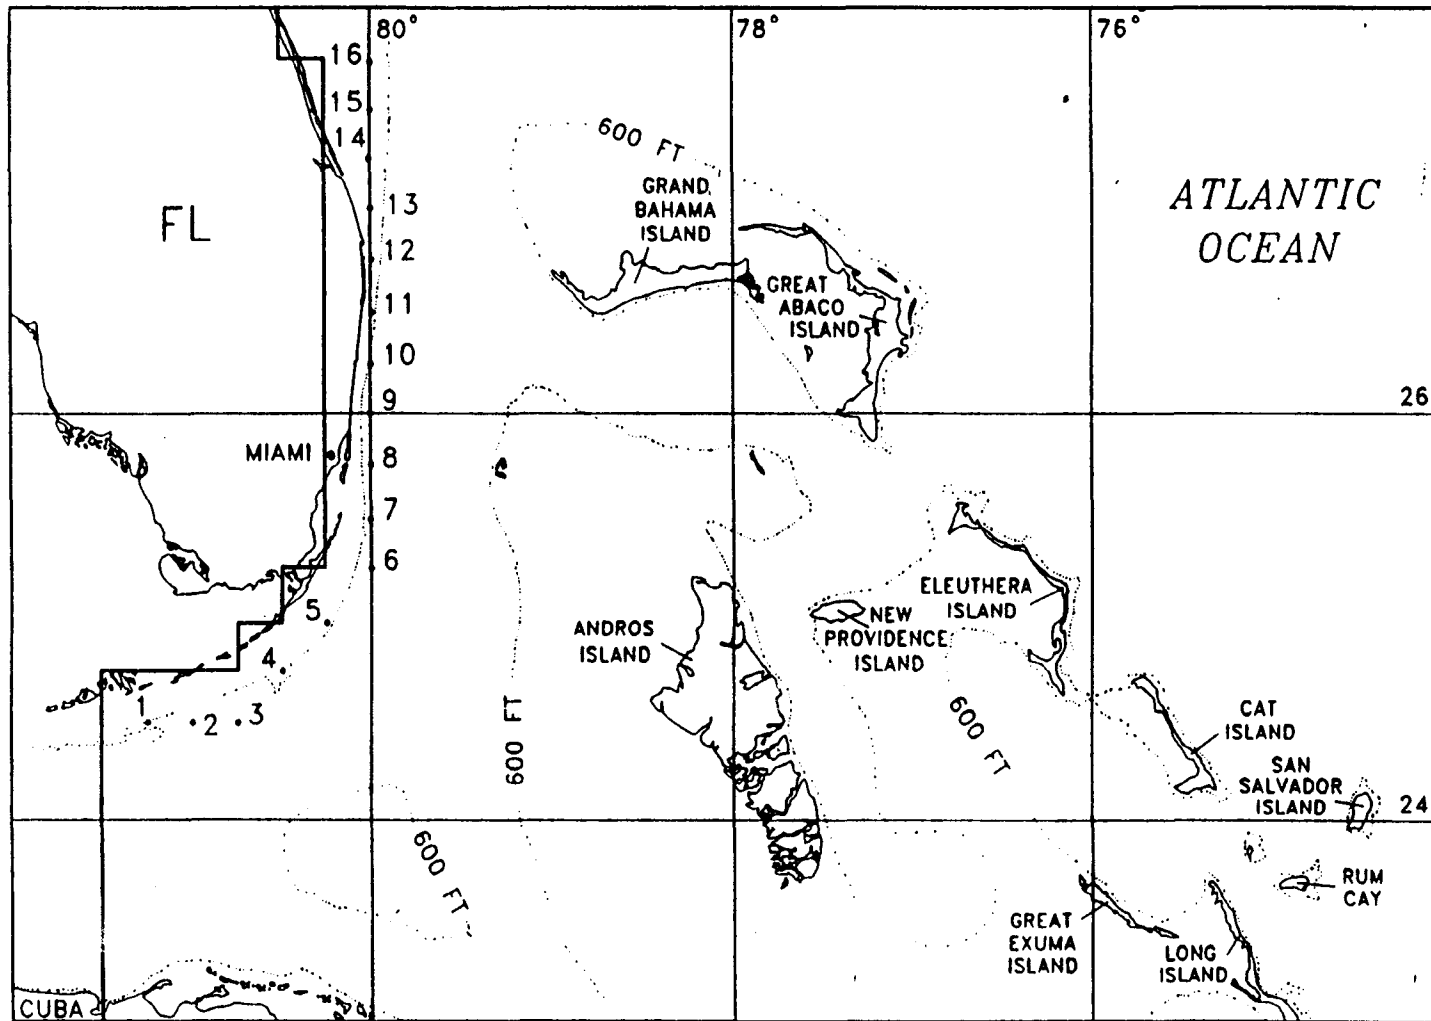 80°
78°
76°
16
15
14
13
12
11
10
9
8
7
6
5
4
3
2
1
FL
MIAMI
600 FT
GRAND
BAHAMA
ISLAND
GREAT
ABACO
ISLAND
ATLANTIC
OCEAN
26
ELEUTHERA
ISLAND
NEW
PROVIDENCE
ISLAND
ANDROS
ISLAND
600 FT
600 FT
CAT
ISLAND
SAN
SALVADOR
ISLAND
24
600 FT
RUM
CAY
GREAT
EXUMA
ISLAND
LONG
ISLAND
CUBA